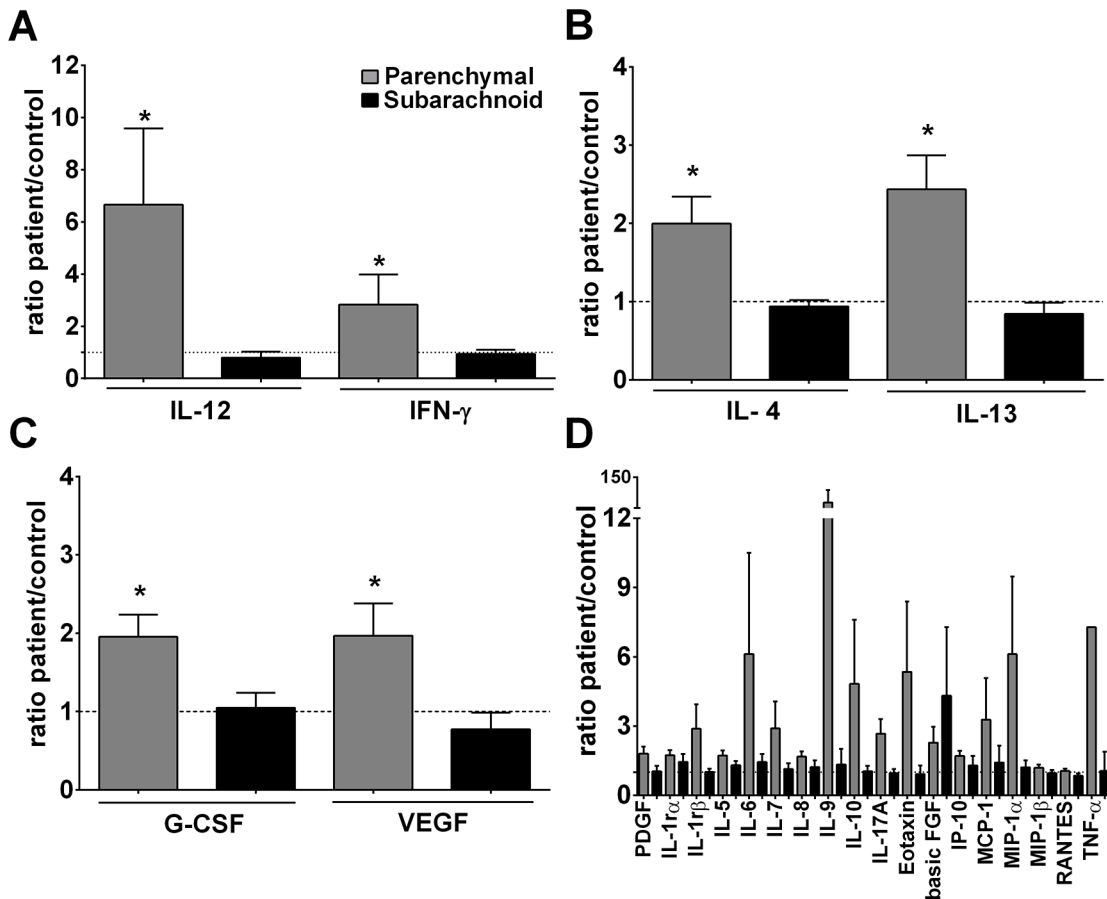 A
ratio patient/control
12
10
8
6
4
2
0
Parenchymal
Subarachnoid
*
*
IL-12
IFN-γ
B
ratio patient/control
4
3
2
1
0
*
*
IL- 4
IL-13
C
ratio patient/control
4
3
2
1
0
*
*
G-CSF
VEGF
D
ratio patient/control
150
12
9
6
3
0
PDGF
IL-1rα
IL-1rβ
IL-5
IL-6
IL-7
IL-8
IL-9
IL-10
IL-17A
Eotaxin
basic FGF
IP-10
MCP-1
MIP-1α
MIP-1β
RANTES
TNF-α